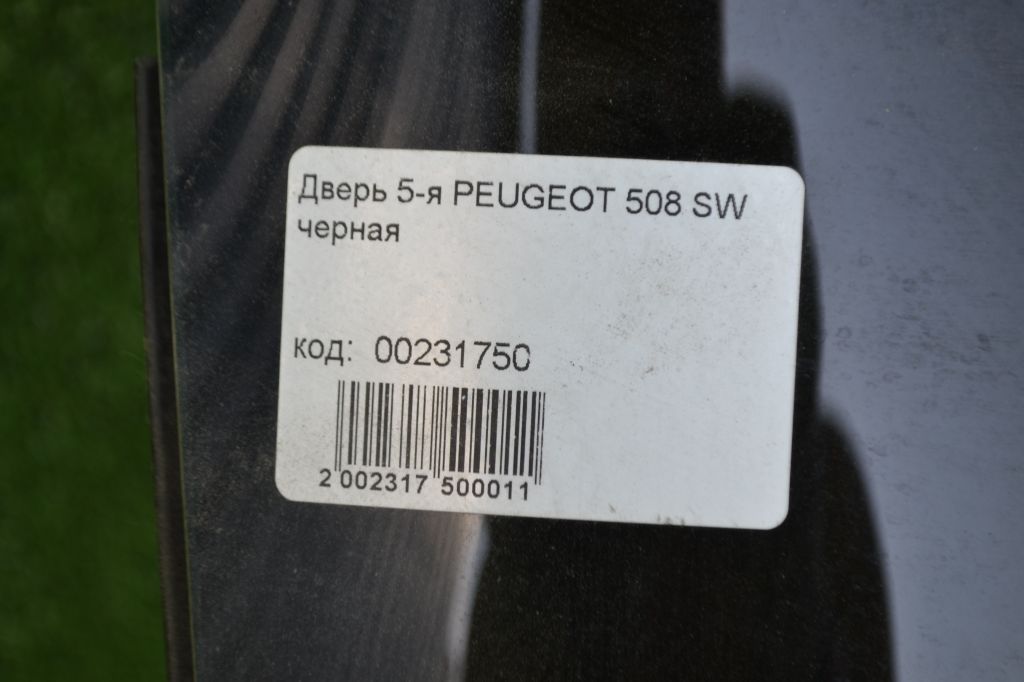 Дверь 5-я PEUGEOT 508 SW
черная
код: 00231750
2 002317 500011